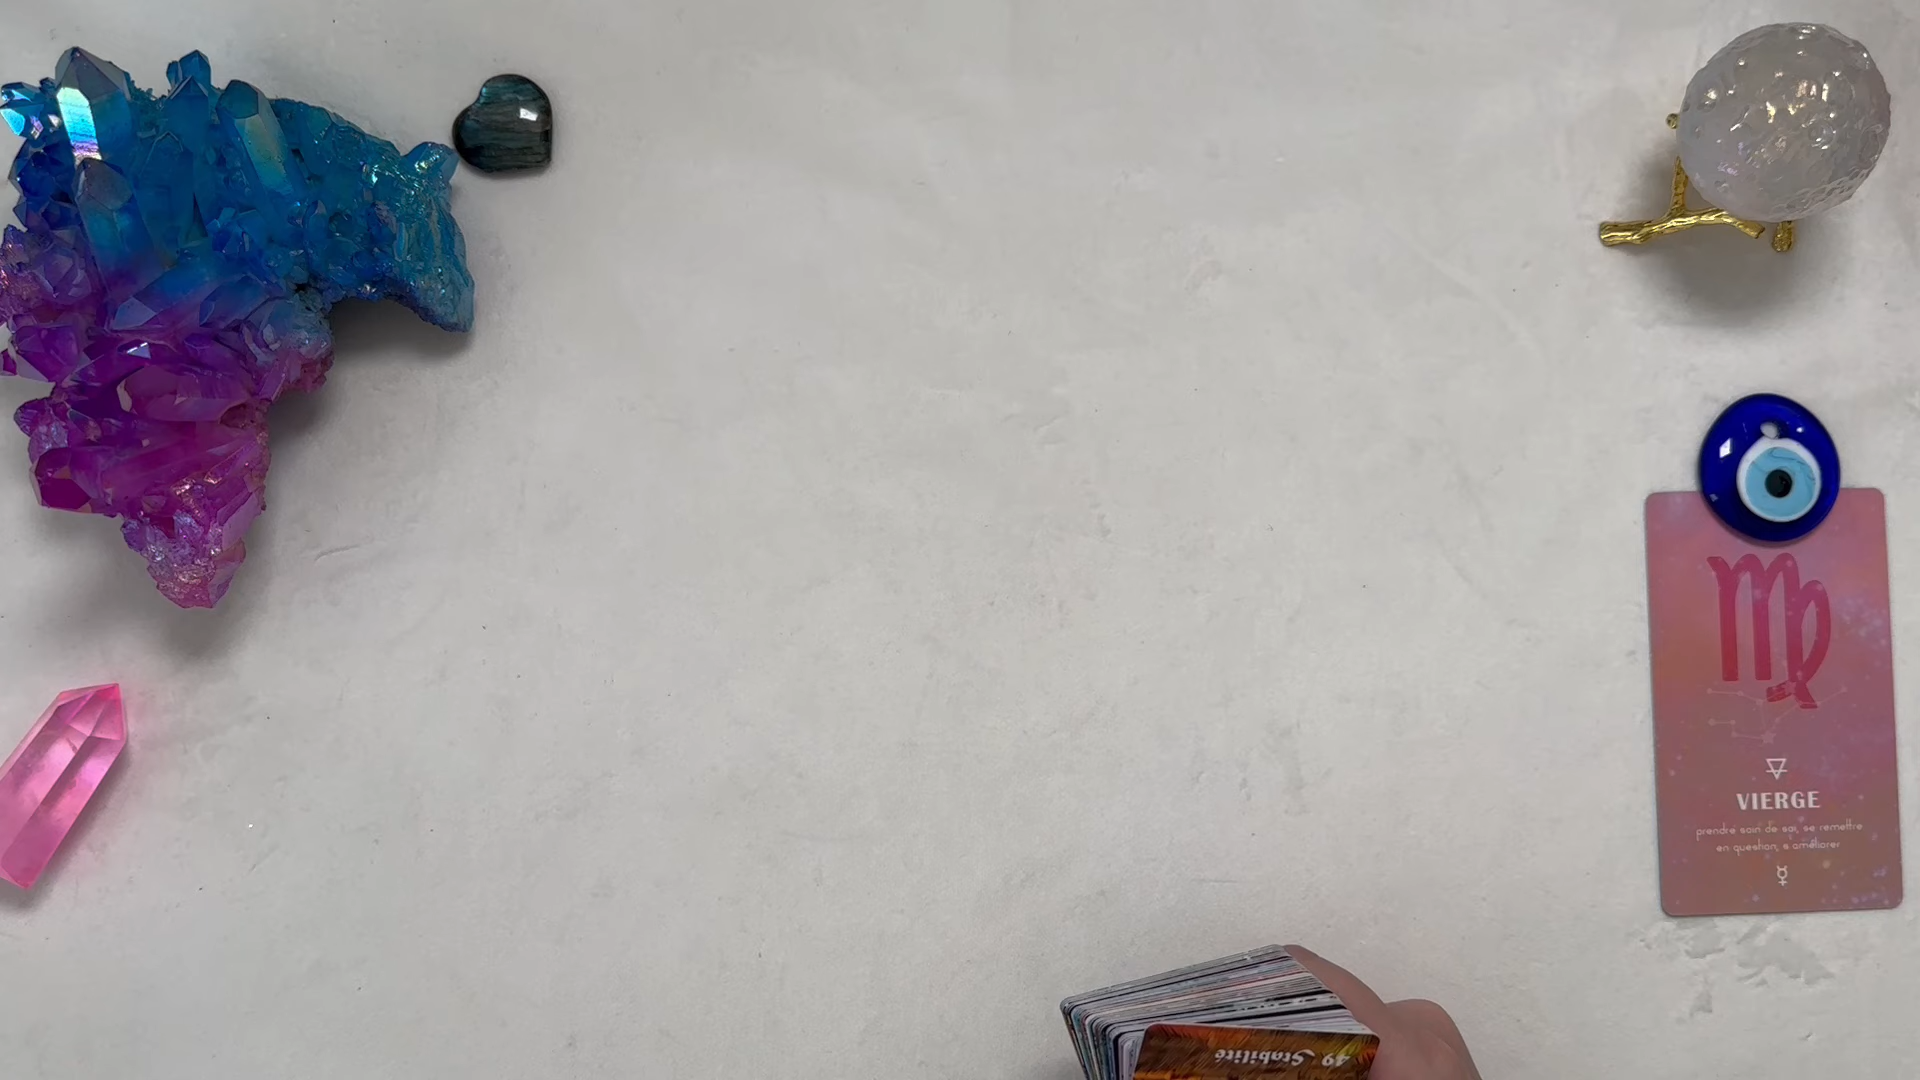 VIERGE
prendre soin de soi, se remettre
en question, s'améliorer
49 Stabilité